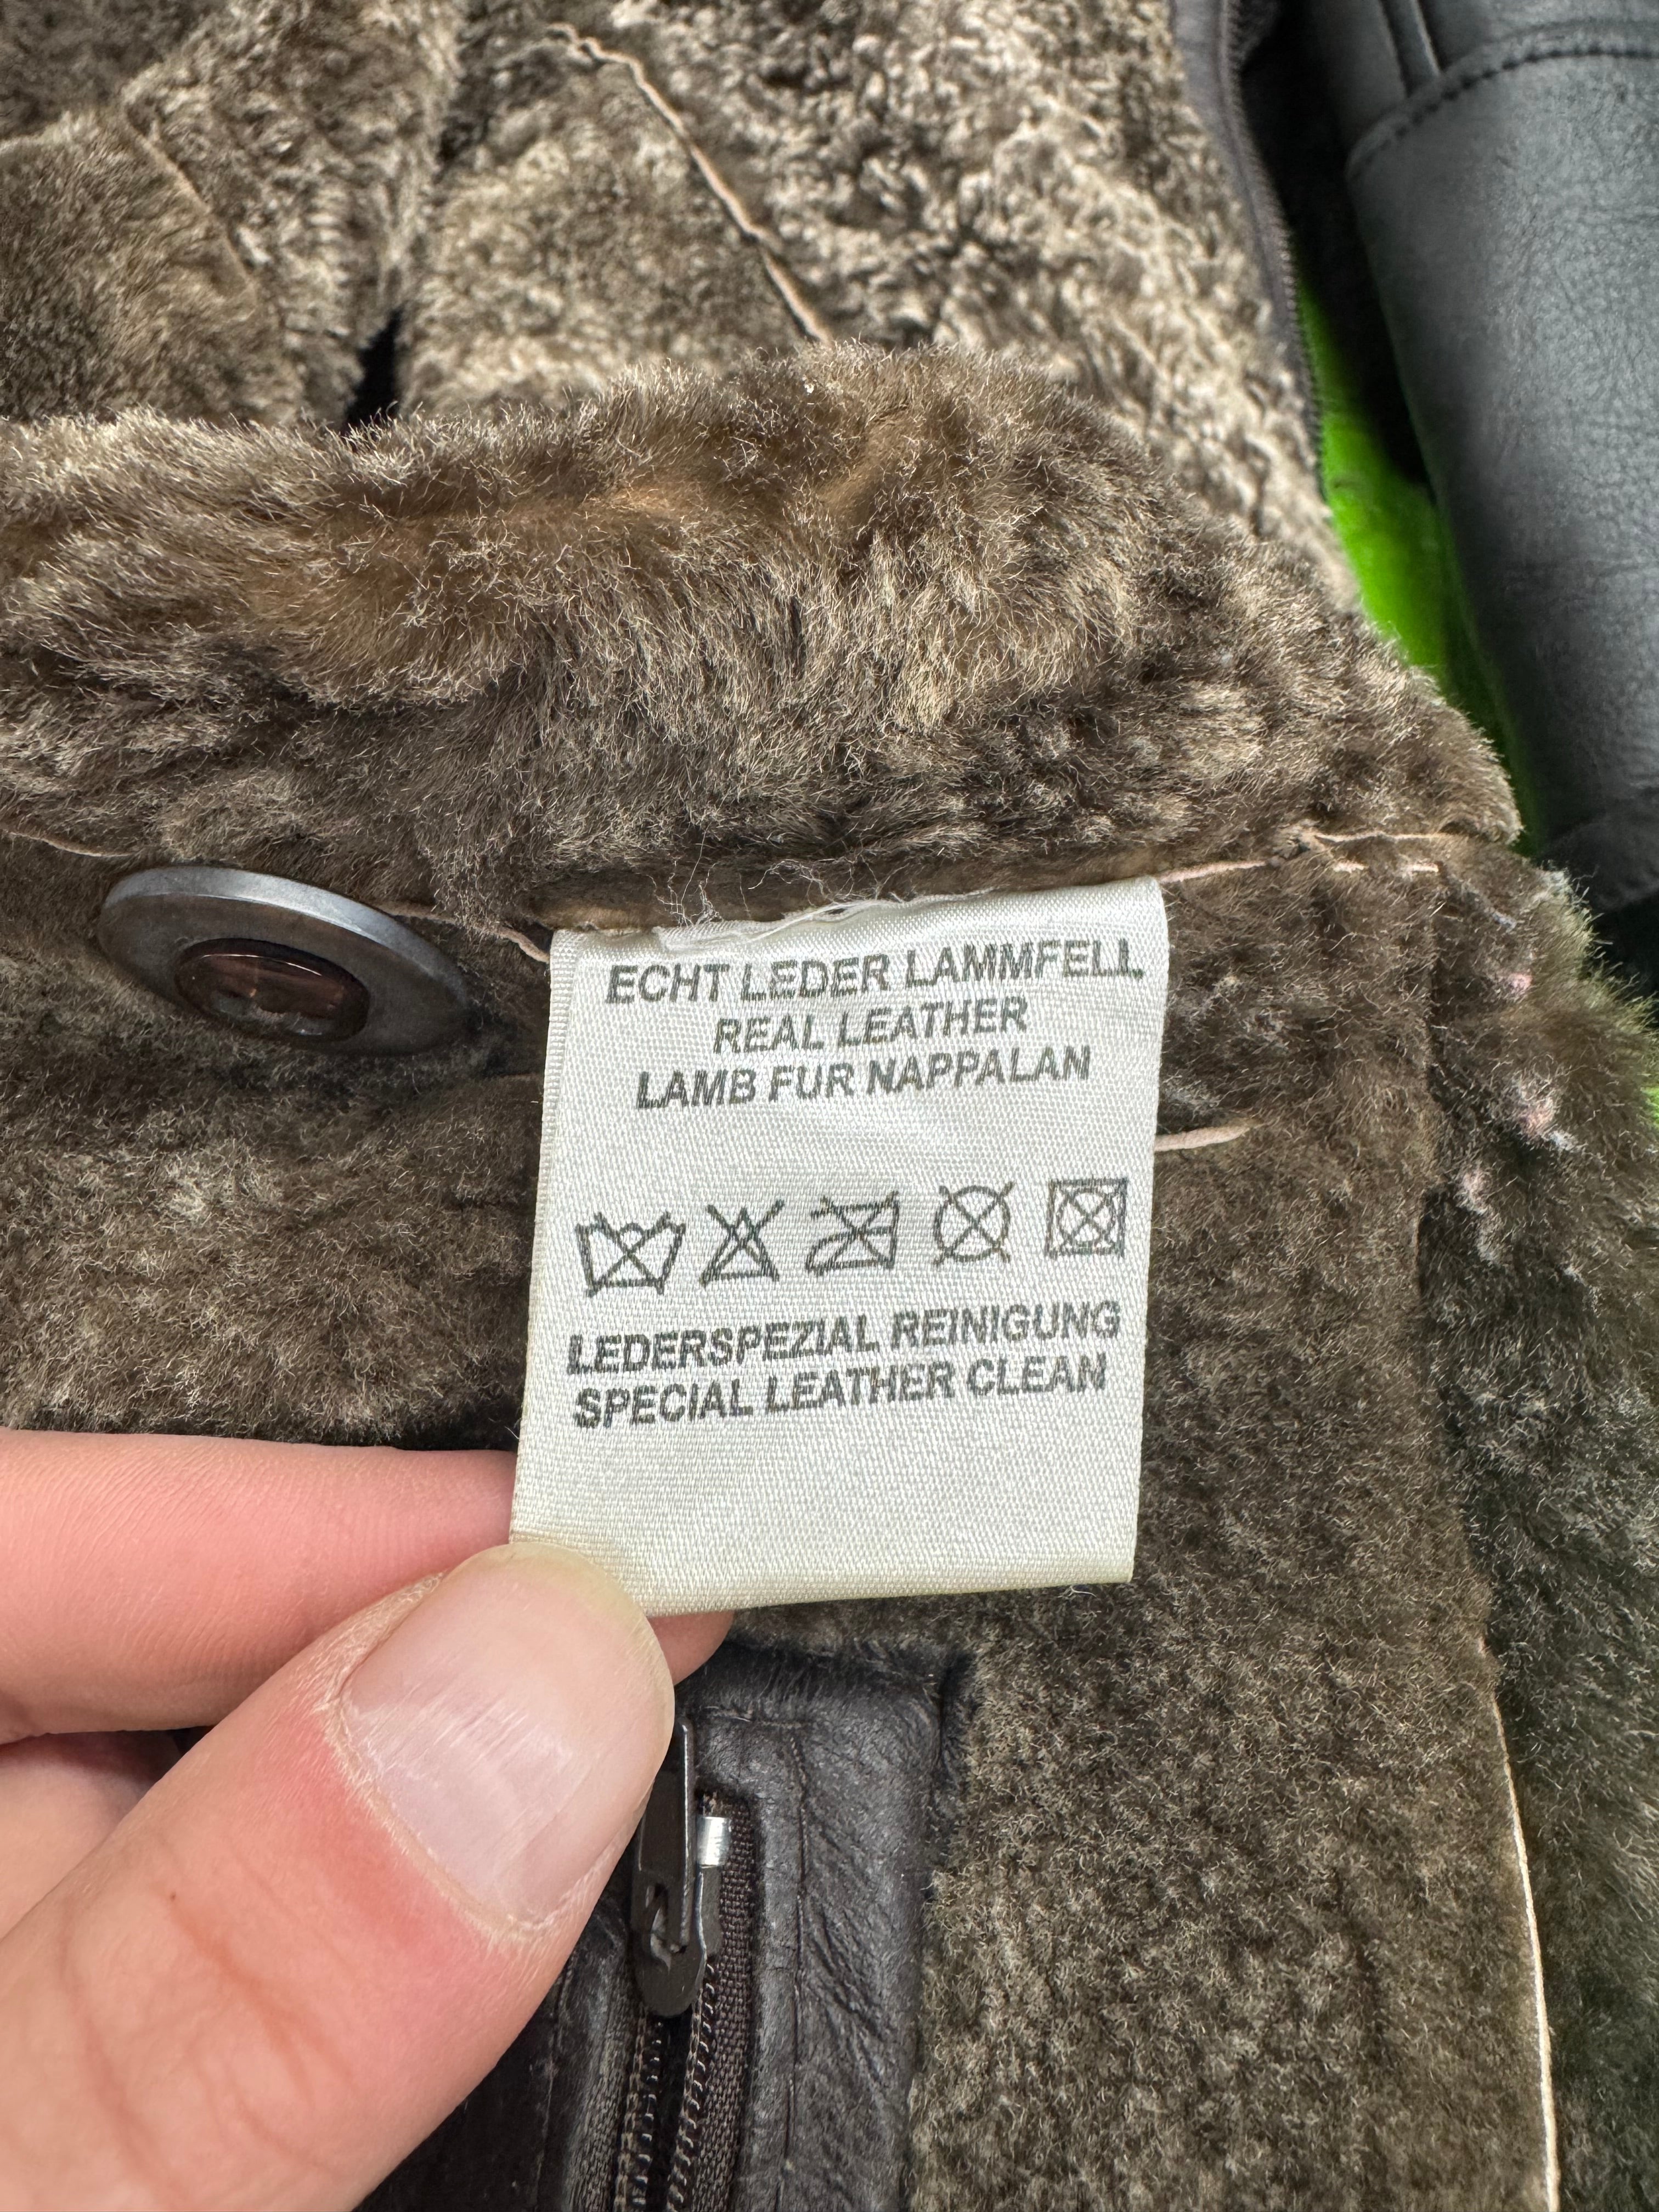 ECHT LEDER LAMMFELL
REAL LEATHER
LAMB FUR NAPPALAN
LEDERSPEZIAL REINIGUNG
SPECIAL LEATHER CLEAN